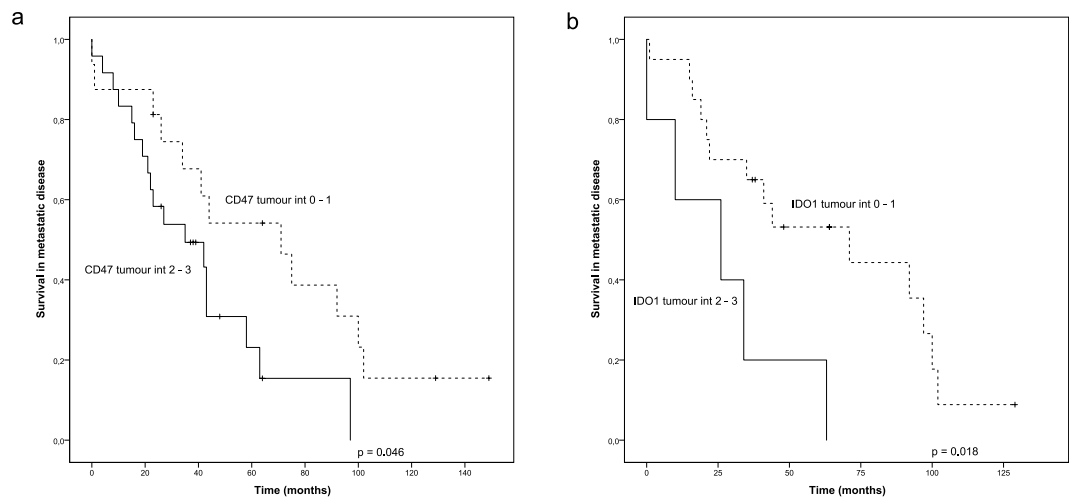 a
Survival in metastatic disease
1,0
0,8
0,6
0,4
0,2
0,0
CD47 tumour int 0 - 1
CD47 tumour int 2 - 3
p = 0.046
0 20 40 60 80 100 120 140
Time (months)
b
Survival in metastatic disease
1,0
0,8
0,6
0,4
0,2
0,0
IDO1 tumour int 0 - 1
IDO1 tumour int 2 - 3
p = 0.018
0 25 50 75 100 125
Time (months)